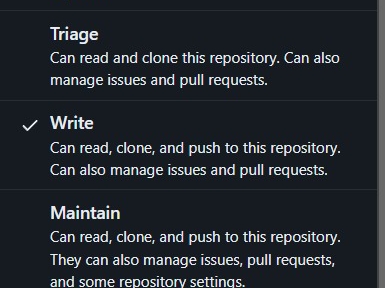 Triage
Can read and clone this repository. Can also
manage issues and pull requests.
Write
Can read, clone, and push to this repository.
Can also manage issues and pull requests.
Maintain
Can read, clone, and push to this repository.
They can also manage issues, pull requests,
and some repository settings.